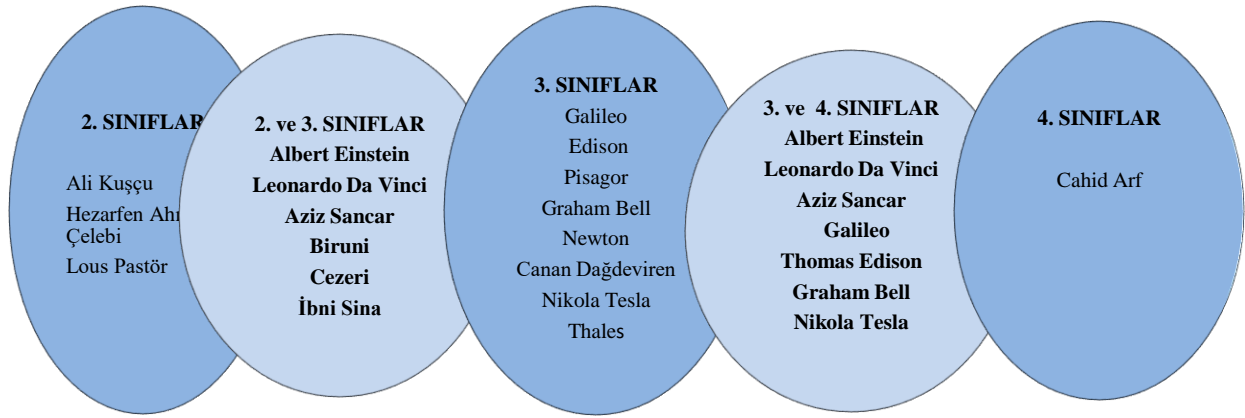 2. SINIFLAR
Ali Kuşçu
Hezarfen
Çelebi
Lous Pastör
2. ve 3. SINIFLAR
Albert Einstein
Leonardo Da Vinci
Aziz Sancar
Biruni
Cezeri
İbni Sina
3. SINIFLAR
Galileo
Edison
Pisagor
Graham Bell
Newton
Canan Dağdeviren
Nikola Tesla
Thales
3. ve 4. SINIFLAR
Albert Einstein
Leonardo Da Vinci
Aziz Sancar
Galileo
Thomas Edison
Graham Bell
Nikola Tesla
4. SINIFLAR
Cahid Arf